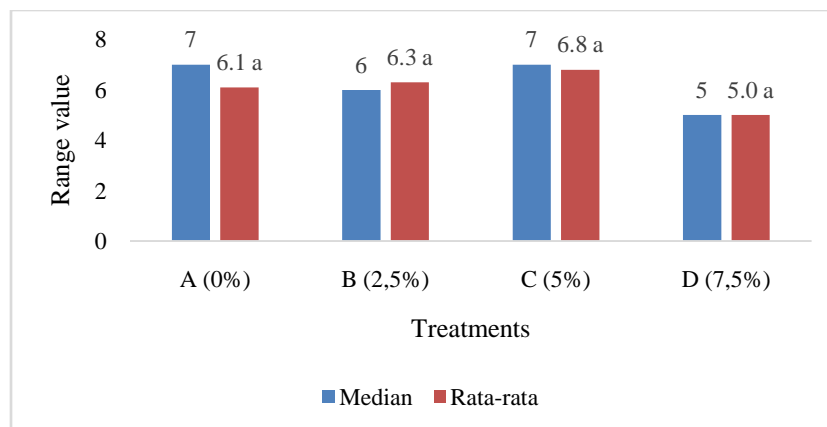 8
6
4
2
0
Range value
7
6.1 a
6
6.3 a
7
6.8 a
5
5.0 a
A (0%)
B (2,5%)
C (5%)
D (7,5%)
Treatments
Median
Rata-rata